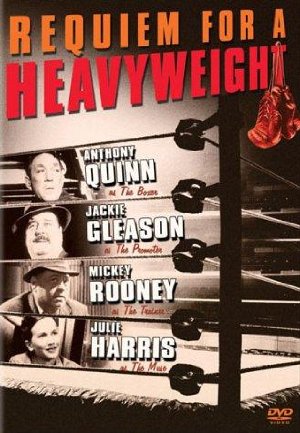 REQUIEM FOR A
HEAVYWEIGHT
ANTHONY
QUINN
as The Boxer
JACKIE
GLEASON
as The Promoter
MICKEY
ROONEY
as The Trainer
JULIE
HARRIS
as The Muse
DVD
VIDEO